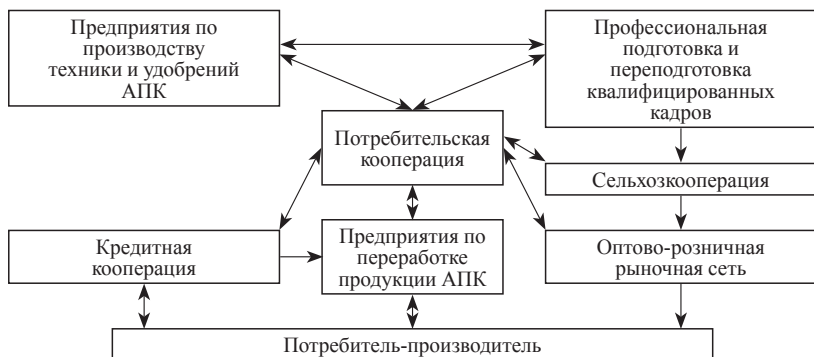 Предприятия по
производству
техники и удобрений
АПК
Профессиональная
подготовка и
переподготовка
квалифицированных
кадров
Потребительская
кооперация
Сельхозкооперация
Кредитная
кооперация
Предприятия по
переработке
продукции АПК
Оптово-розничная
рыночная сеть
Потребитель-производитель